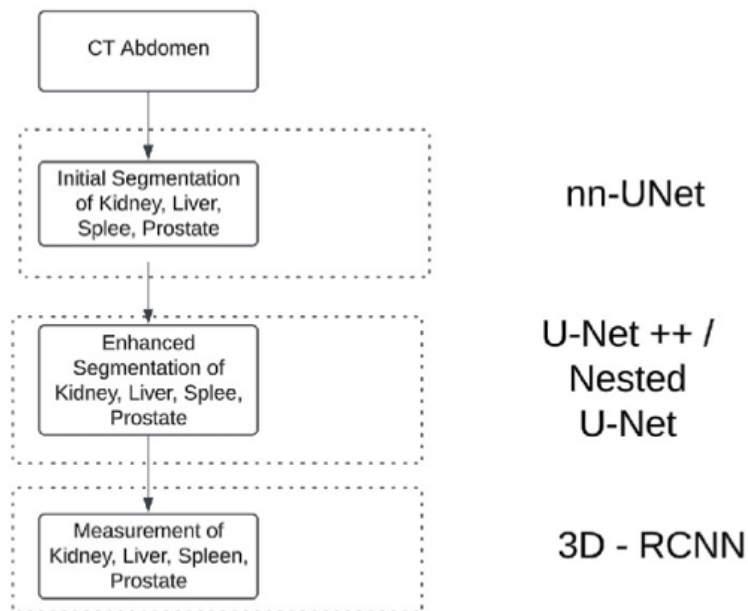 CT Abdomen
Initial Segmentation
of Kidney, Liver,
Splee, Prostate
nn-UNet
Enhanced
Segmentation of
Kidney, Liver, Splee,
Prostate
U-Net ++ /
Nested
U-Net
Measurement of
Kidney, Liver, Spleen,
Prostate
3D - RCNN